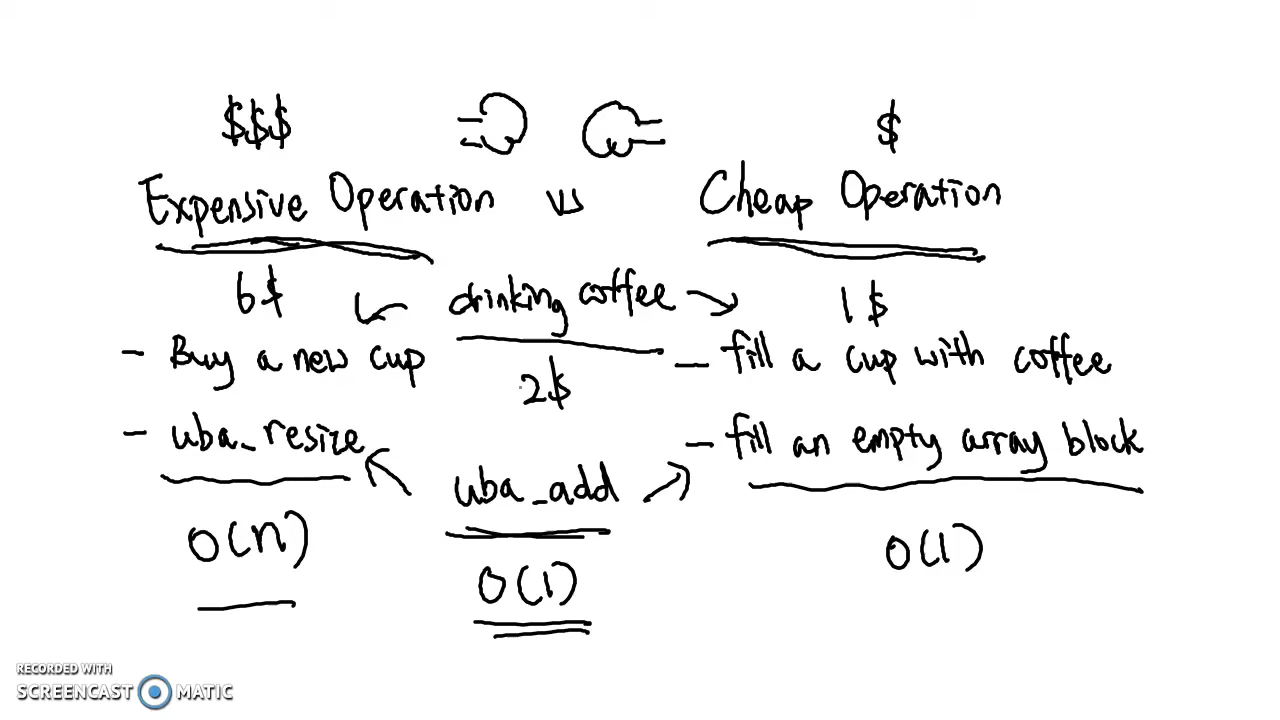 $$$ $
Expensive Operation vs Cheap Operation
6$ drinking coffee 1$
- Buy a new cup 2$ - fill a cup with coffee
- uba_resize - fill an empty array block
uba_add
O(n) O(1) O(1)
RECORDED WITH
SCREENCAST MATIC